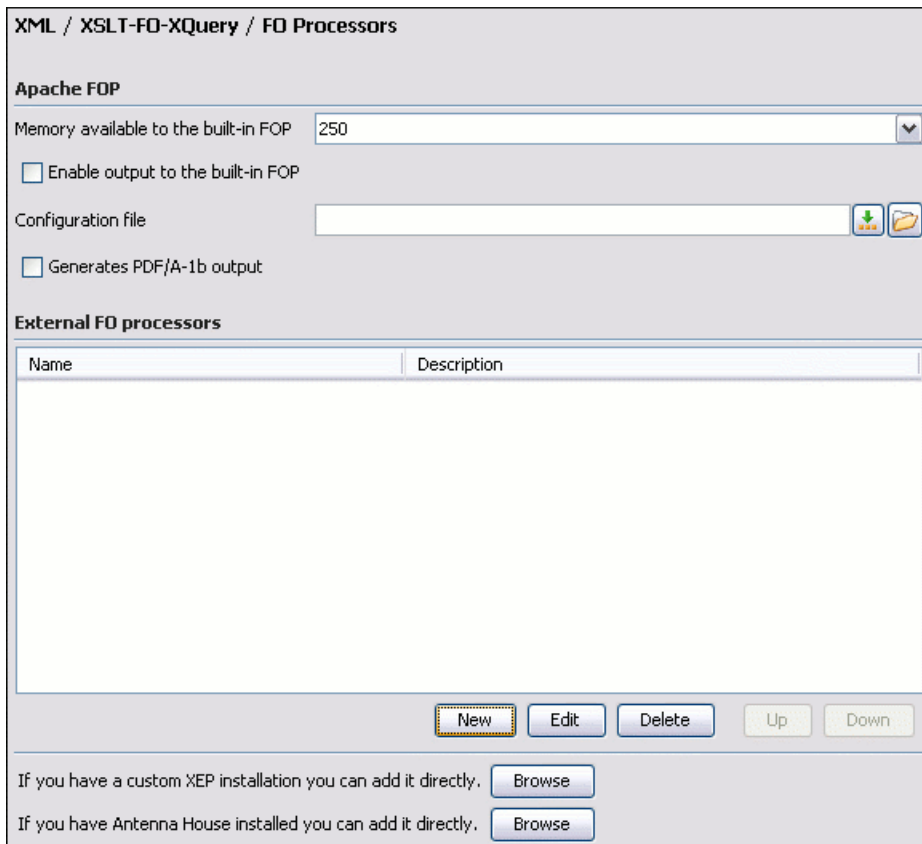 XML / XSLT-FO-XQuery / FO Processors
Apache FOP
Memory available to the built-in FOP 250
Enable output to the built-in FOP
Configuration file
Generates PDF/A-1b output
External FO processors
Name Description
New Edit Delete Up Down
If you have a custom XEP installation you can add it directly. Browse
If you have Antenna House installed you can add it directly. Browse